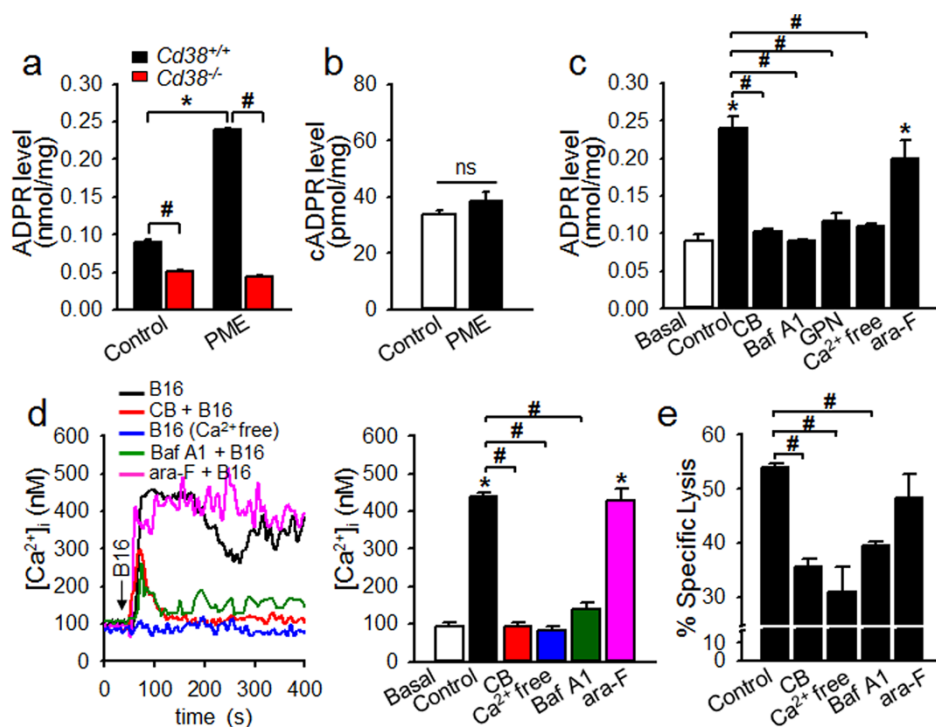 a
Cd38+/+
Cd38-/-
ADPR level
(nmol/mg)
0.30
0.25
0.20
0.15
0.10
0.05
0.00
*
#
#
Control
PME
b
cADPR level
(pmol/mg)
80
60
40
20
0
ns
Control
PME
c
ADPR level
(nmol/mg)
0.30
0.25
0.20
0.15
0.10
0.05
0.00
#
#
#
#
*
*
Basal
Control
CB
Baf A1
GPN
Ca2+ free
ara-F
d
B16
CB + B16
B16 (Ca2+free)
Baf A1 + B16
ara-F + B16
[Ca2+]i (nM)
600
500
400
300
200
100
0
B16
0
100
200
300
400
time (s)
[Ca2+]i (nM)
600
500
400
300
200
100
0
#
#
#
*
*
Basal
Control
CB
Ca2+ free
Baf A1
ara-F
e
% Specific Lysis
60
50
40
30
10
0
#
#
#
Control
CB
Ca2+ free
Baf A1
ara-F